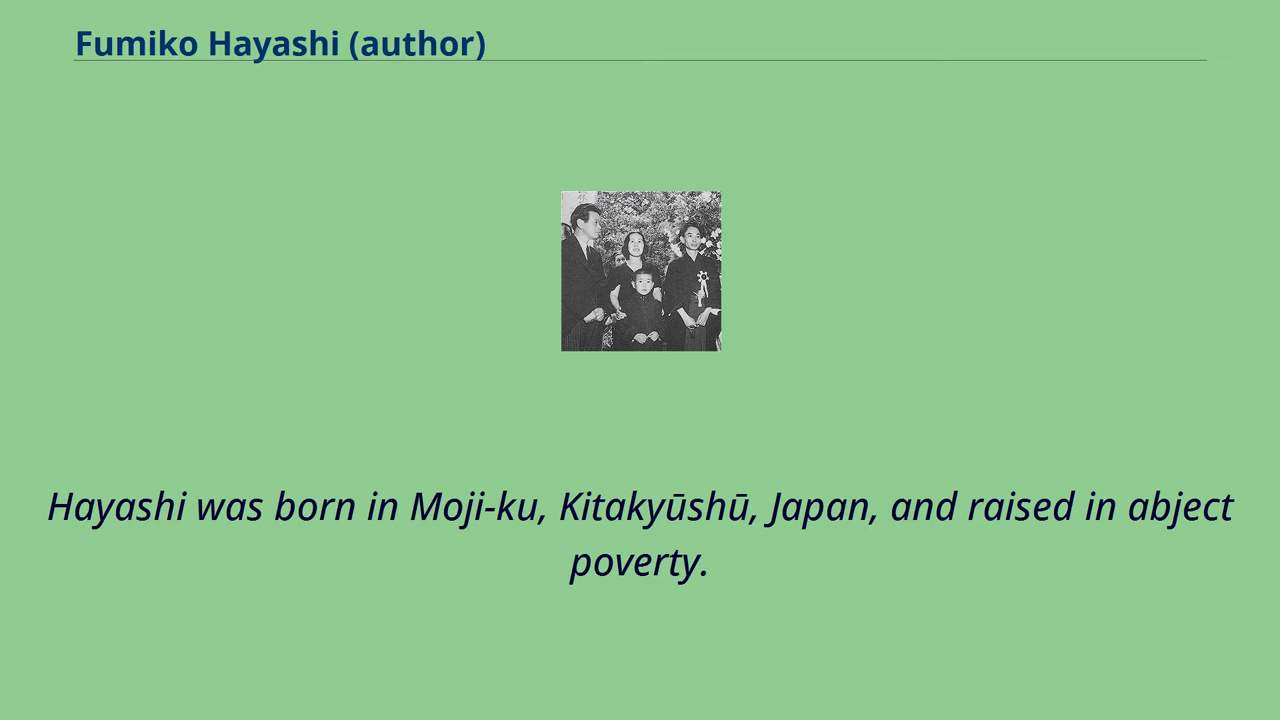 Fumiko Hayashi (author)
Hayashi was born in Moji-ku, Kitakyūshū, Japan, and raised in abject
poverty.